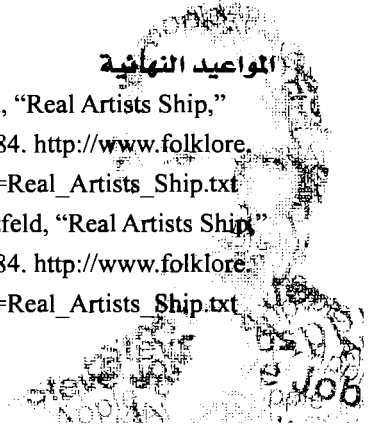 المواعيد النهائية
, “Real Artists Ship,”
84. http://www.folklore.
=Real_Artists_Ship.txt
tfeld, “Real Artists Ship,”
84. http://www.folklore.
=Real_Artists_Ship.txt
Job